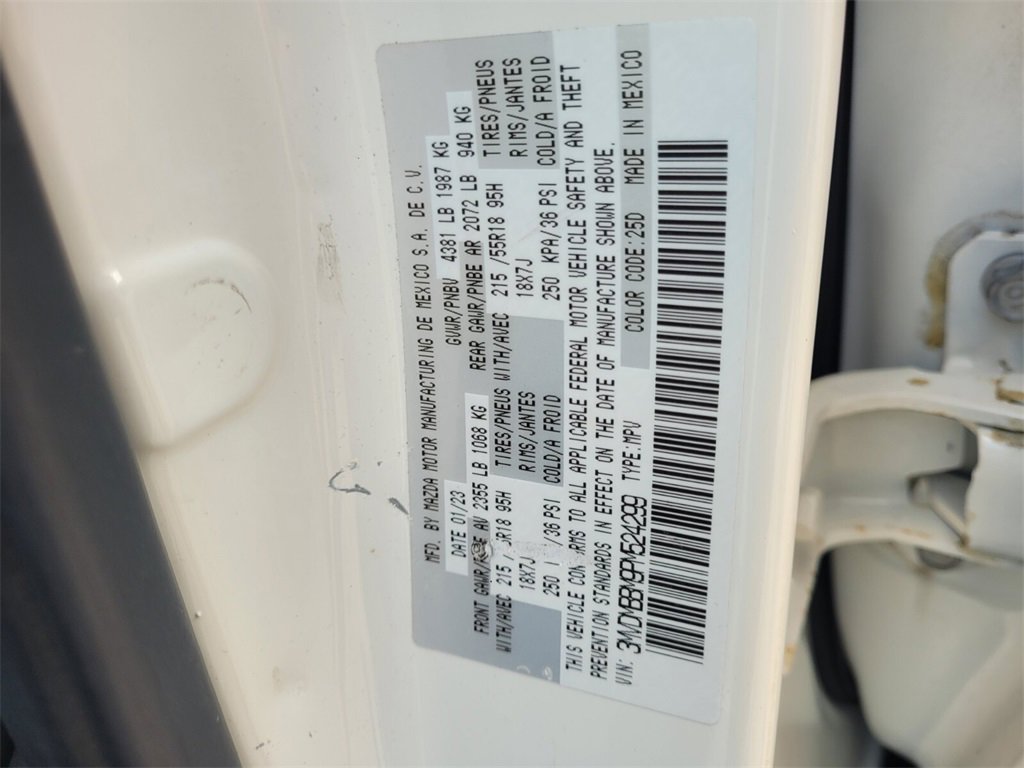 MFD. BY MAZDA MOTOR MANUFACTURING DE MEXICO S.A. DE C.V.
DATE 01/23 GVWR/PNBV 4381 LB 1987 KG
FRONT GAWR/PNBE AV 2355 LB 1068 KG REAR GAWR/PNBE AR 2072 LB 940 KG
WITH/AVEC 215 /55R18 95H TIRES/PNEUS WITH/AVEC 215 /55R18 95H TIRES/PNEUS
18X7J RIMS/JANTES 18X7J RIMS/JANTES
250 KPA/36 PSI COLD/A FROID 250 KPA/36 PSI COLD/A FROID
THIS VEHICLE CONFORMS TO ALL APPLICABLE FEDERAL MOTOR VEHICLE SAFETY AND THEFT
PREVENTION STANDARDS IN EFFECT ON THE DATE OF MANUFACTURE SHOWN ABOVE.
VIN: 3MVDMBBM9PM524299 TYPE:MPV COLOR CODE:25D MADE IN MEXICO